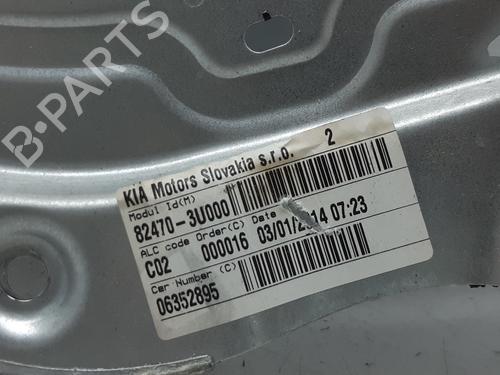 B-PARTS
KIA Motors Slovakia s.r.o. 2
Modul Id(M)
82470-3U000
ALC code Order(C) Date
C02 000016 03/01/2014 07:23
Car Number (C)
06352895